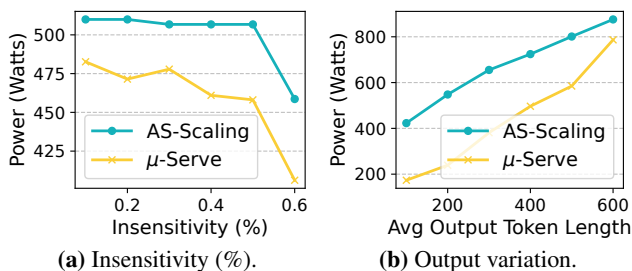 Power (Watts)
500
475
450
425
AS-Scaling
μ-Serve
0.2
0.4
0.6
Insensitivity (%)
(a) Insensitivity (%).
Power (Watts)
800
600
400
200
AS-Scaling
μ-Serve
200
400
600
Avg Output Token Length
(b) Output variation.